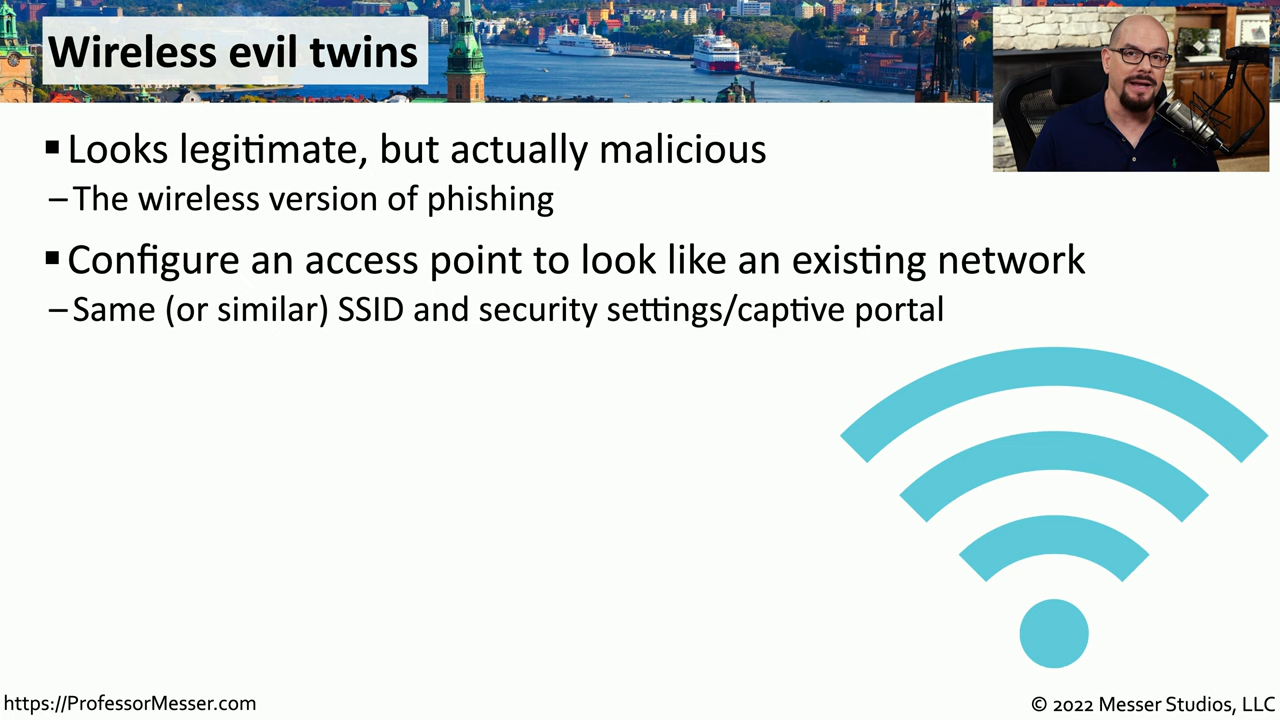 Wireless evil twins
▪ Looks legitimate, but actually malicious
– The wireless version of phishing
▪ Configure an access point to look like an existing network
– Same (or similar) SSID and security settings/captive portal
https://ProfessorMesser.com
© 2022 Messer Studios, LLC